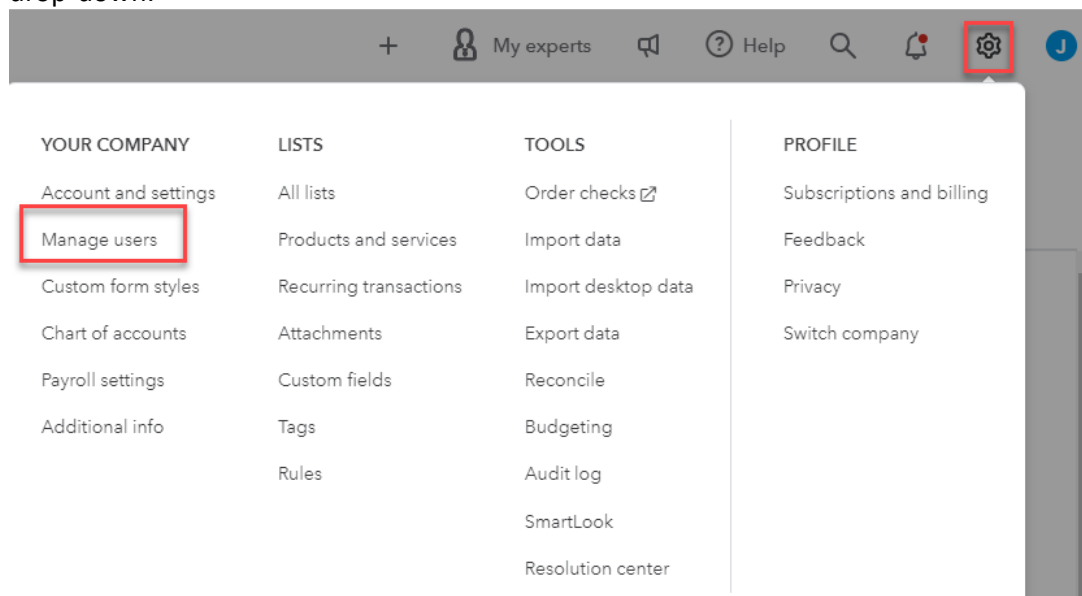 drop-down.
+ My experts Help J
YOUR COMPANY
Account and settings
Manage users
Custom form styles
Chart of accounts
Payroll settings
Additional info
LISTS
All lists
Products and services
Recurring transactions
Attachments
Custom fields
Tags
Rules
TOOLS
Order checks
Import data
Import desktop data
Export data
Reconcile
Budgeting
Audit log
SmartLook
Resolution center
PROFILE
Subscriptions and billing
Feedback
Privacy
Switch company